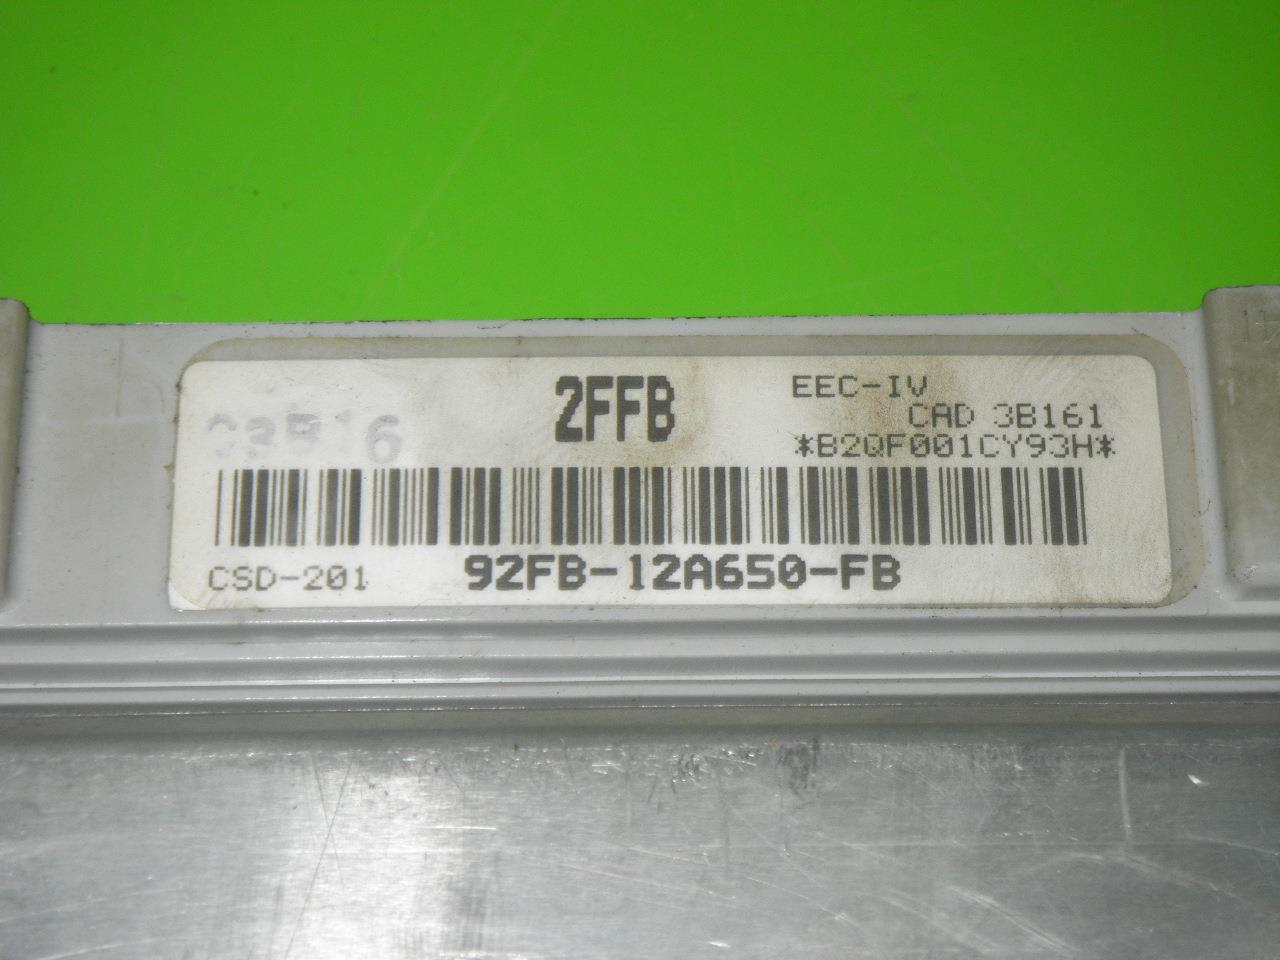 2FFB
EEC-IV
CAD 3B161
*B2QF001CY93H*
CSD-201
92FB-12A650-FB